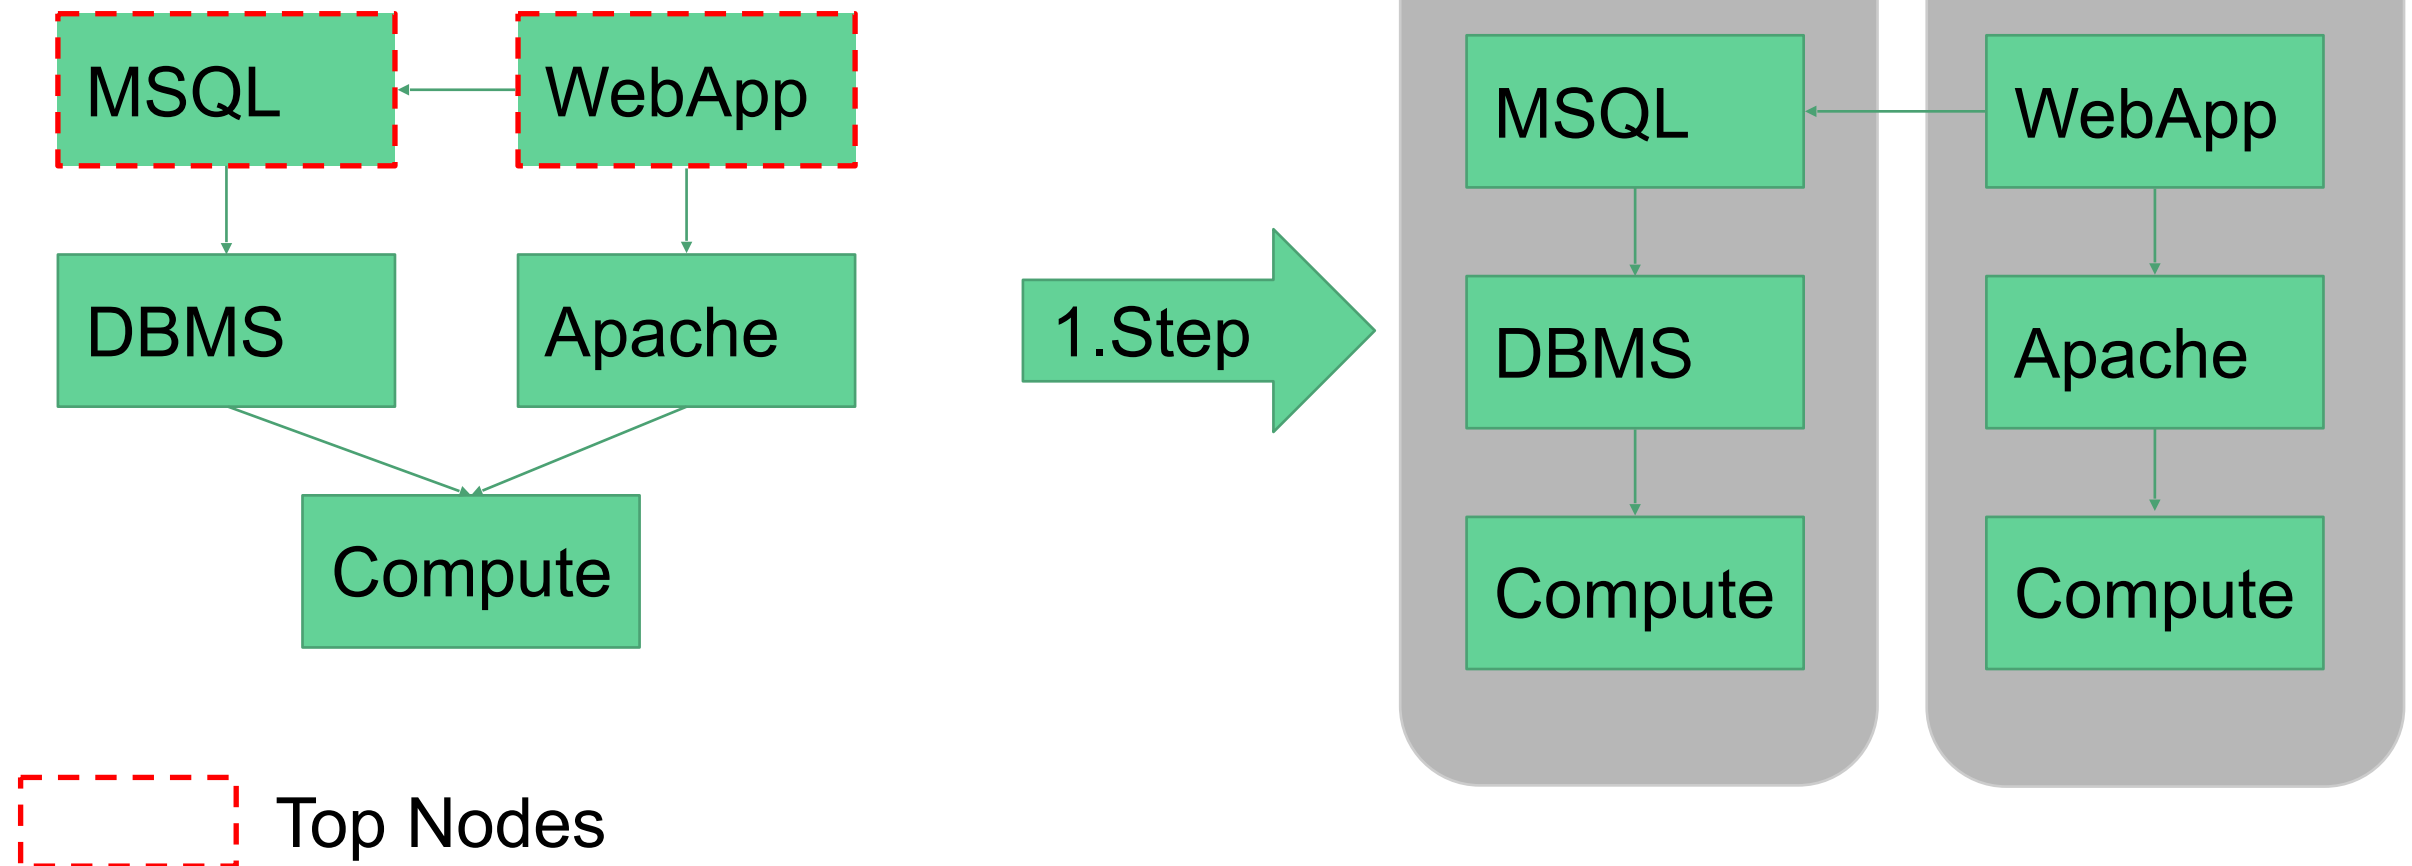 MSQL
WebApp
DBMS
Apache
Compute
Top Nodes
1.Step
MSQL
WebApp
DBMS
Apache
Compute
Compute